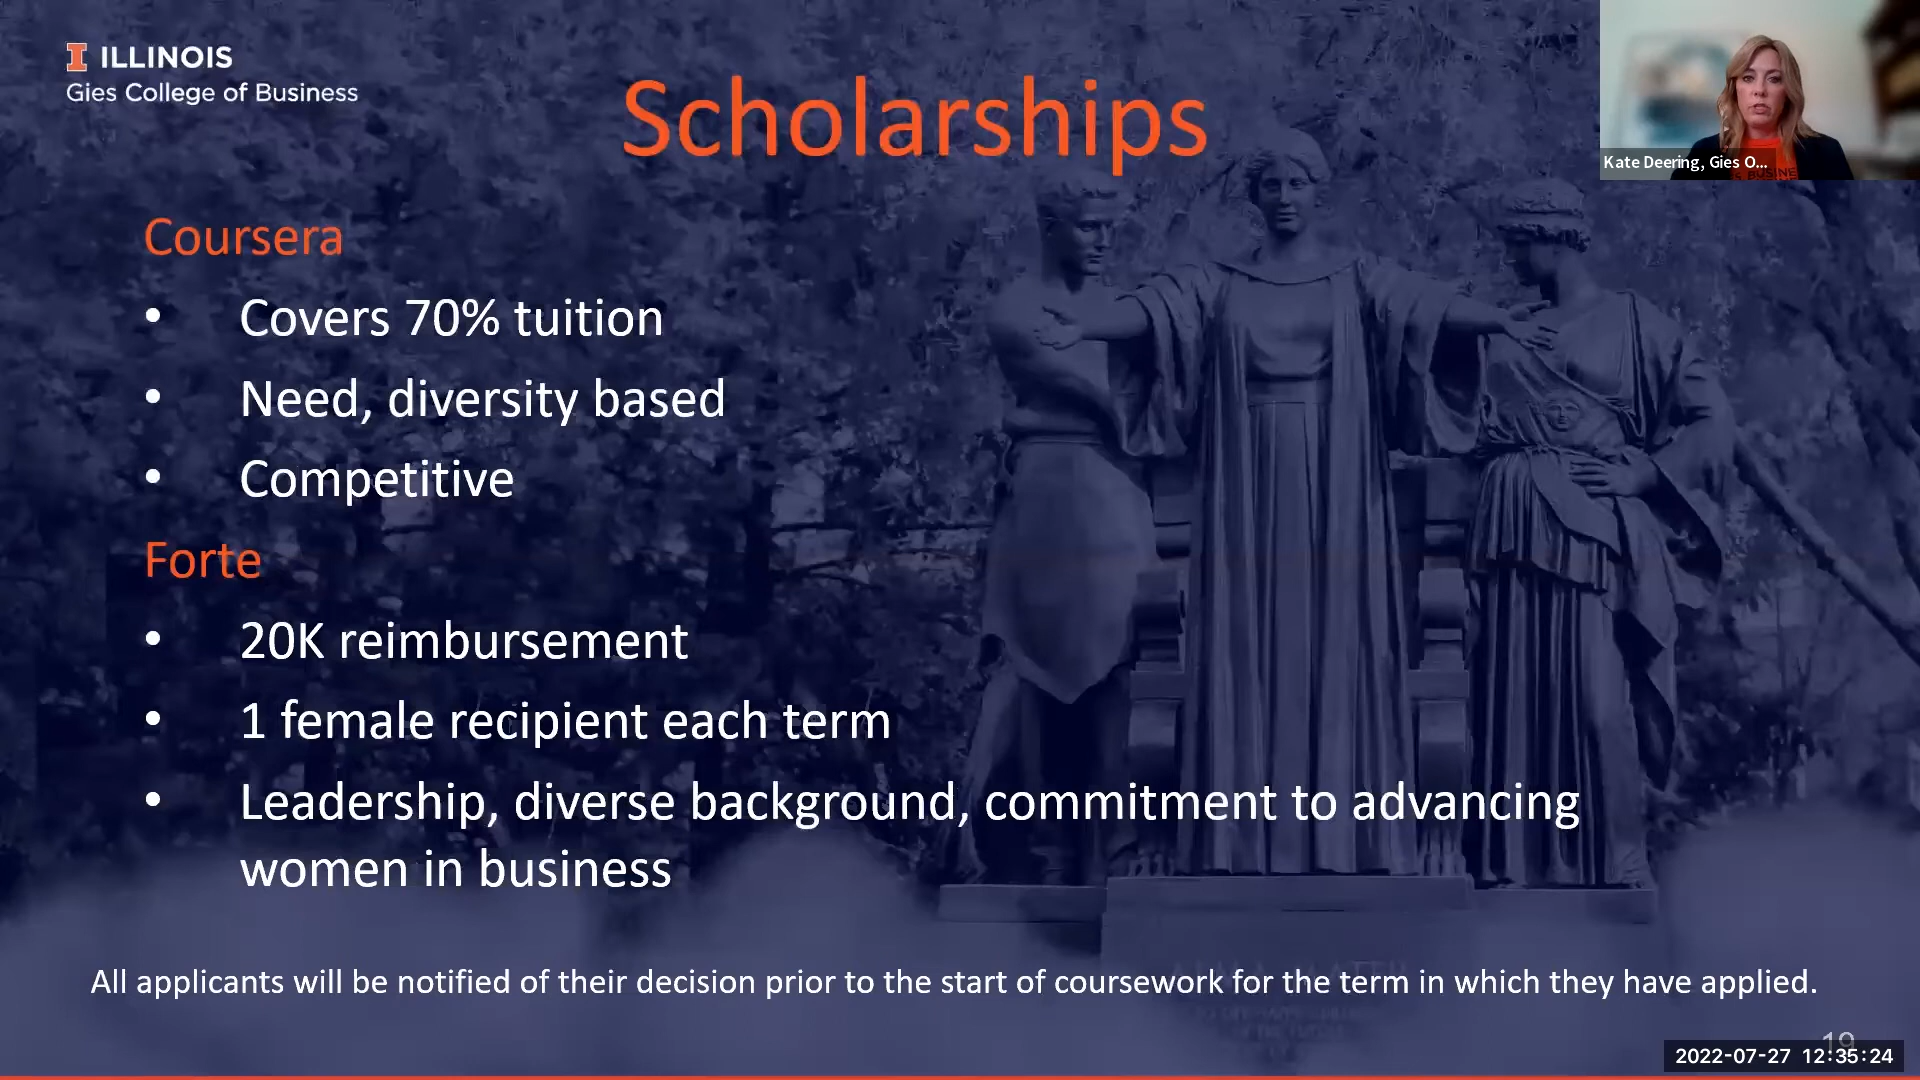 ILLINOIS
Gies College of Business
Scholarships
Kate Deering, Gies O...
Coursera
• Covers 70% tuition
• Need, diversity based
• Competitive
Forte
• 20K reimbursement
• 1 female recipient each term
• Leadership, diverse background, commitment to advancing
women in business
All applicants will be notified of their decision prior to the start of coursework for the term in which they have applied.
19
2022-07-27 12:35:24